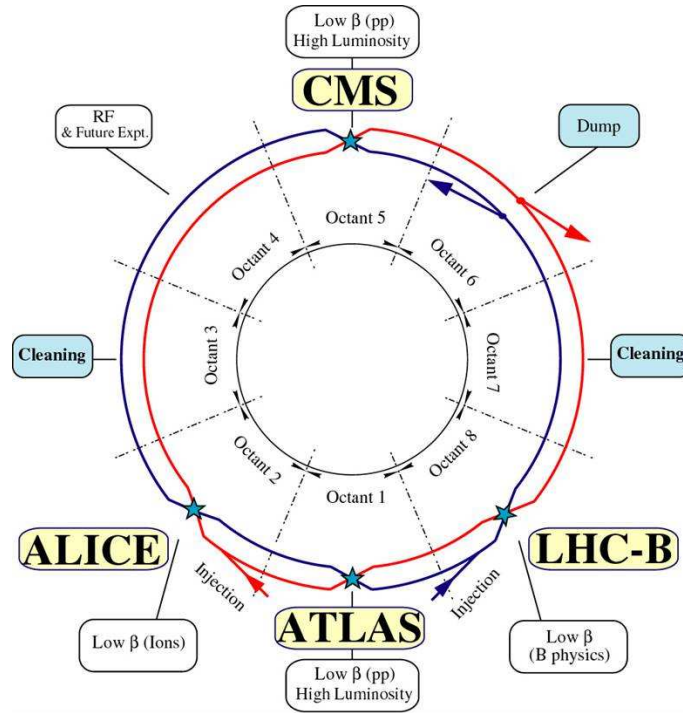 Low β (pp)
High Luminosity
CMS
RF
& Future Expt.
Dump
Octant 5
Octant 4
Octant 6
Cleaning
Octant 3
Octant 7
Cleaning
Octant 2
Octant 8
Octant 1
ALICE
LHC-B
Injection
Injection
ATLAS
Low β (Ions)
Low β
(B physics)
Low β (pp)
High Luminosity